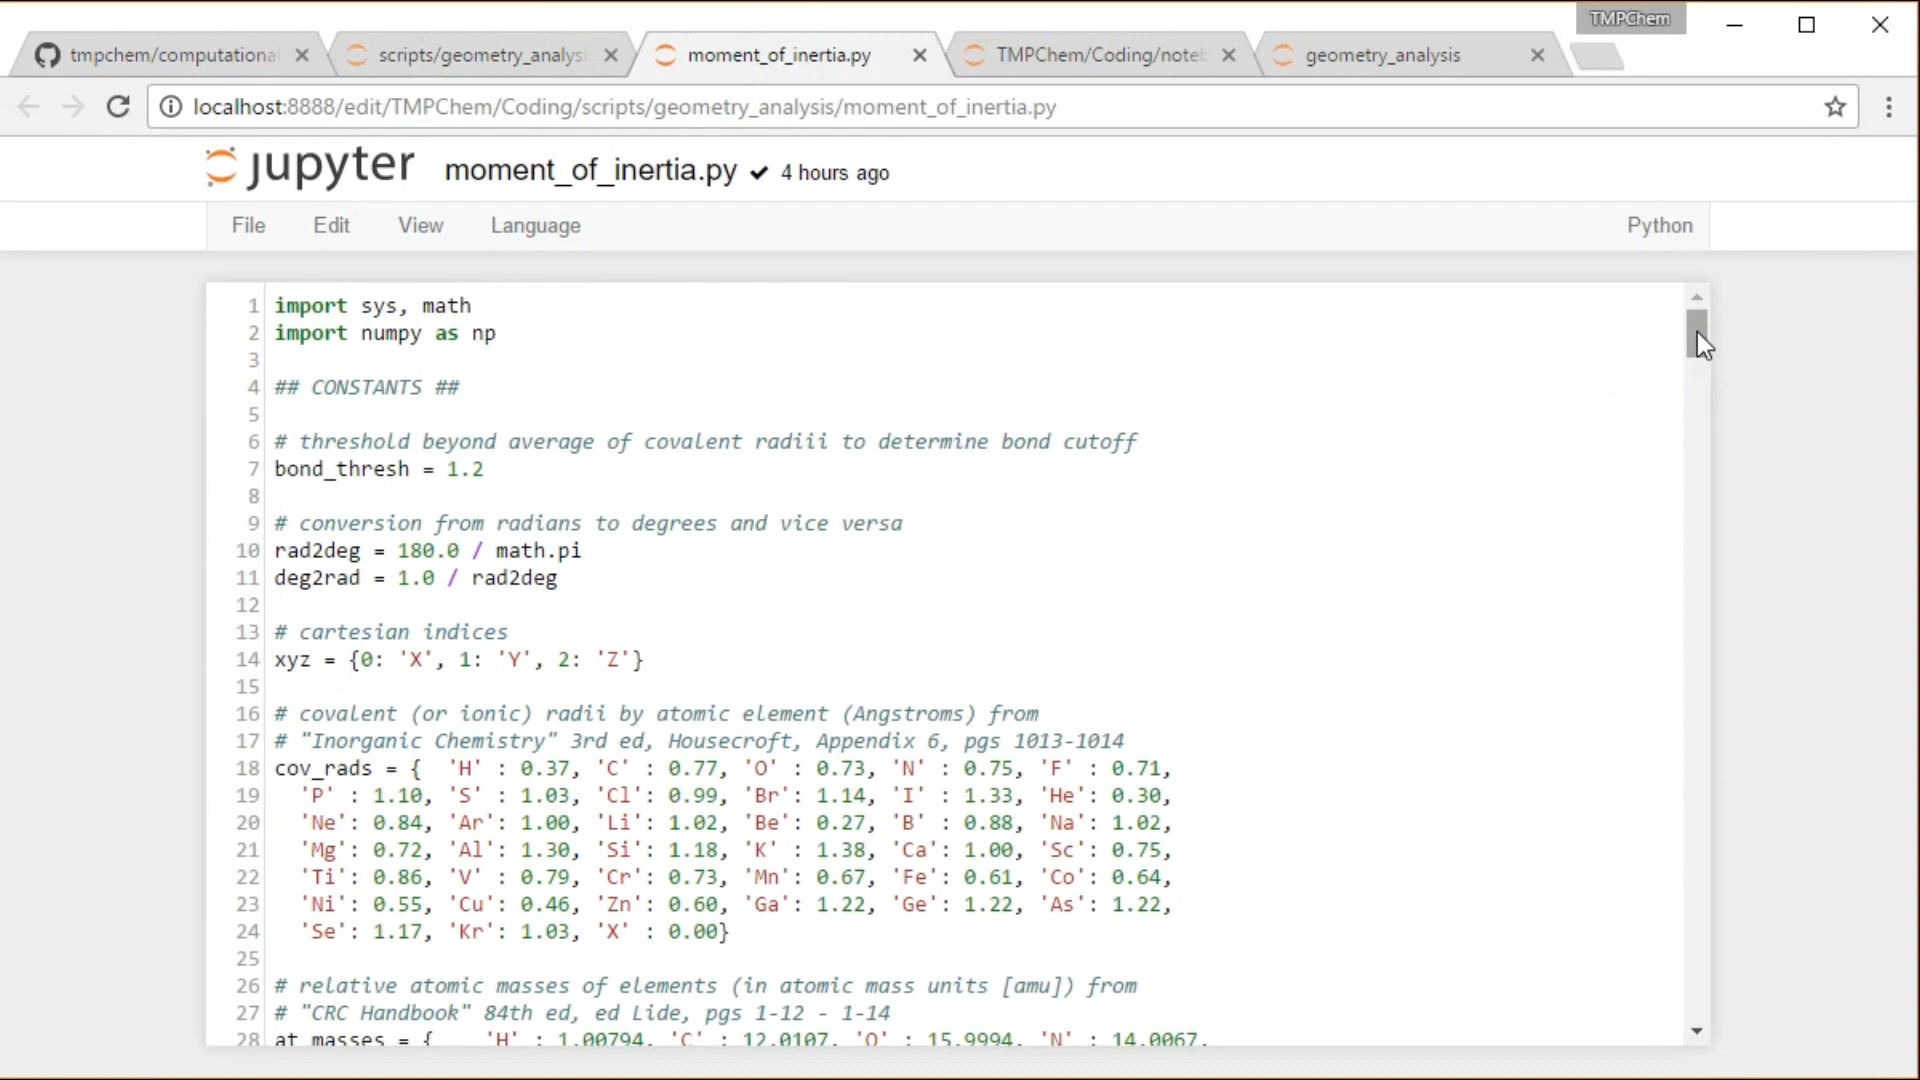 TMPChem
tmpchem/computational
scripts/geometry_analysi
moment_of_inertia.py
TMPChem/Coding/noteb
geometry_analysis
localhost:8888/edit/TMPChem/Coding/scripts/geometry_analysis/moment_of_inertia.py
jupyter moment_of_inertia.py ✔ 4 hours ago
File Edit View Language Python
1 import sys, math
2 import numpy as np
3
4 ## CONSTANTS ##
5
6 # threshold beyond average of covalent radiii to determine bond cutoff
7 bond_thresh = 1.2
8
9 # conversion from radians to degrees and vice versa
10 rad2deg = 180.0 / math.pi
11 deg2rad = 1.0 / rad2deg
12
13 # cartesian indices
14 xyz = {0: 'X', 1: 'Y', 2: 'Z'}
15
16 # covalent (or ionic) radii by atomic element (Angstroms) from
17 # "Inorganic Chemistry" 3rd ed, Housecroft, Appendix 6, pgs 1013-1014
18 cov_rads = {  'H' : 0.37, 'C' : 0.77, 'O' : 0.73, 'N' : 0.75, 'F' : 0.71,
19   'P' : 1.10, 'S' : 1.03, 'Cl': 0.99, 'Br': 1.14, 'I' : 1.33, 'He': 0.30,
20   'Ne': 0.84, 'Ar': 1.00, 'Li': 1.02, 'Be': 0.27, 'B' : 0.88, 'Na': 1.02,
21   'Mg': 0.72, 'Al': 1.30, 'Si': 1.18, 'K' : 1.38, 'Ca': 1.00, 'Sc': 0.75,
22   'Ti': 0.86, 'V' : 0.79, 'Cr': 0.73, 'Mn': 0.67, 'Fe': 0.61, 'Co': 0.64,
23   'Ni': 0.55, 'Cu': 0.46, 'Zn': 0.60, 'Ga': 1.22, 'Ge': 1.22, 'As': 1.22,
24   'Se': 1.17, 'Kr': 1.03, 'X' : 0.00}
25
26 # relative atomic masses of elements (in atomic mass units [amu]) from
27 # "CRC Handbook" 84th ed, ed Lide, pgs 1-12 - 1-14
28 at_masses = {    'H' : 1.00794, 'C' : 12.0107, 'O' : 15.9994, 'N' : 14.0067,